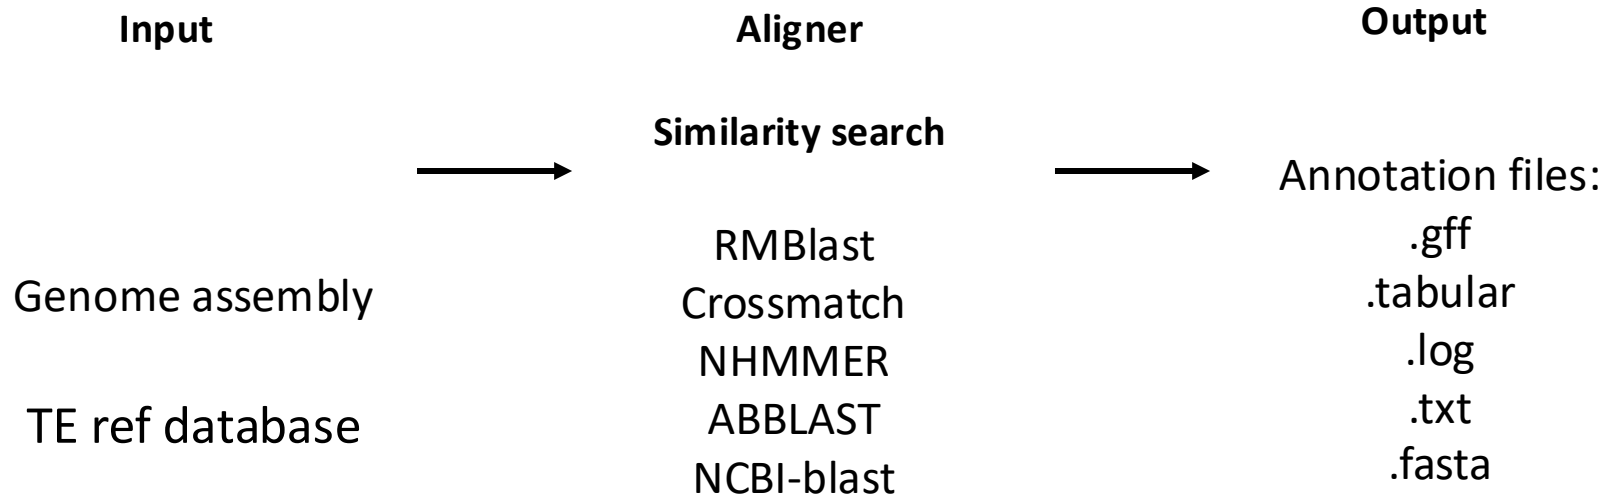 Input
Genome assembly
TE ref database
Aligner
Similarity search
RMBlast
Crossmatch
NHMMER
ABBLAST
NCBI-blast
Output
Annotation files:
.gff
.tabular
.log
.txt
.fasta